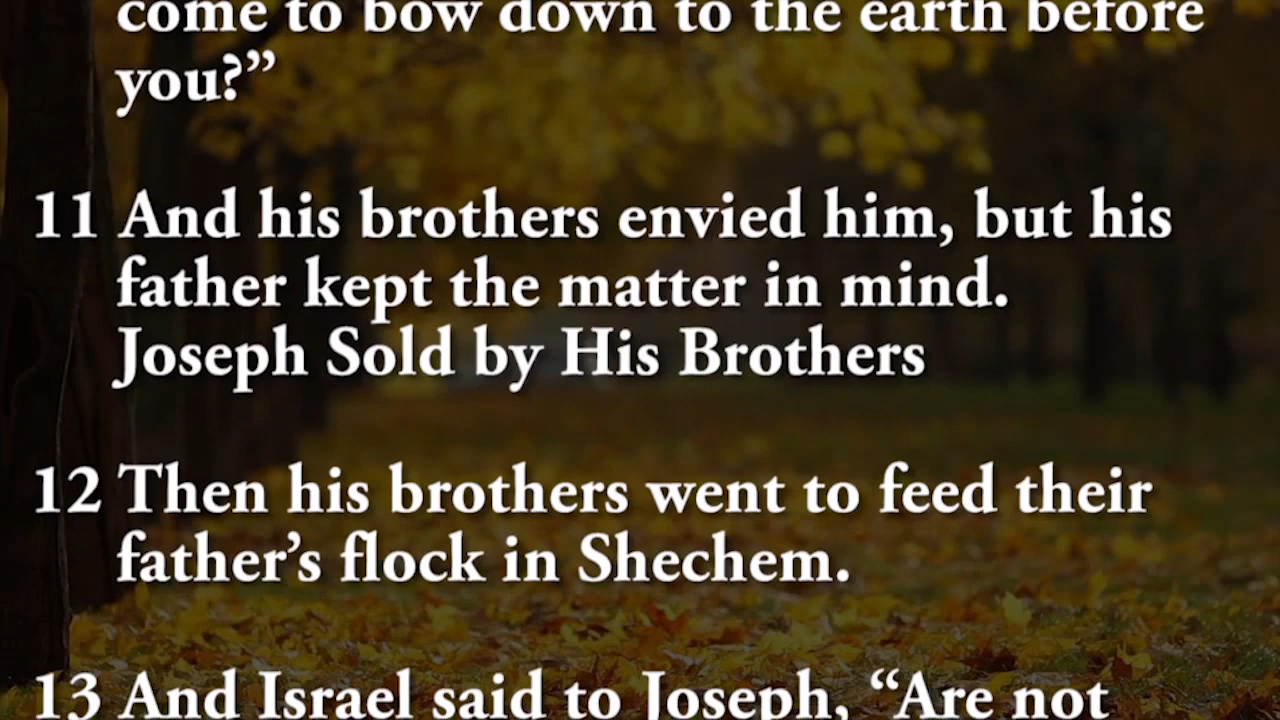 come to bow down to the earth before
you?”
11 And his brothers envied him, but his
father kept the matter in mind.
Joseph Sold by His Brothers
12 Then his brothers went to feed their
father’s flock in Shechem.
13 And Israel said to Joseph, “Are not